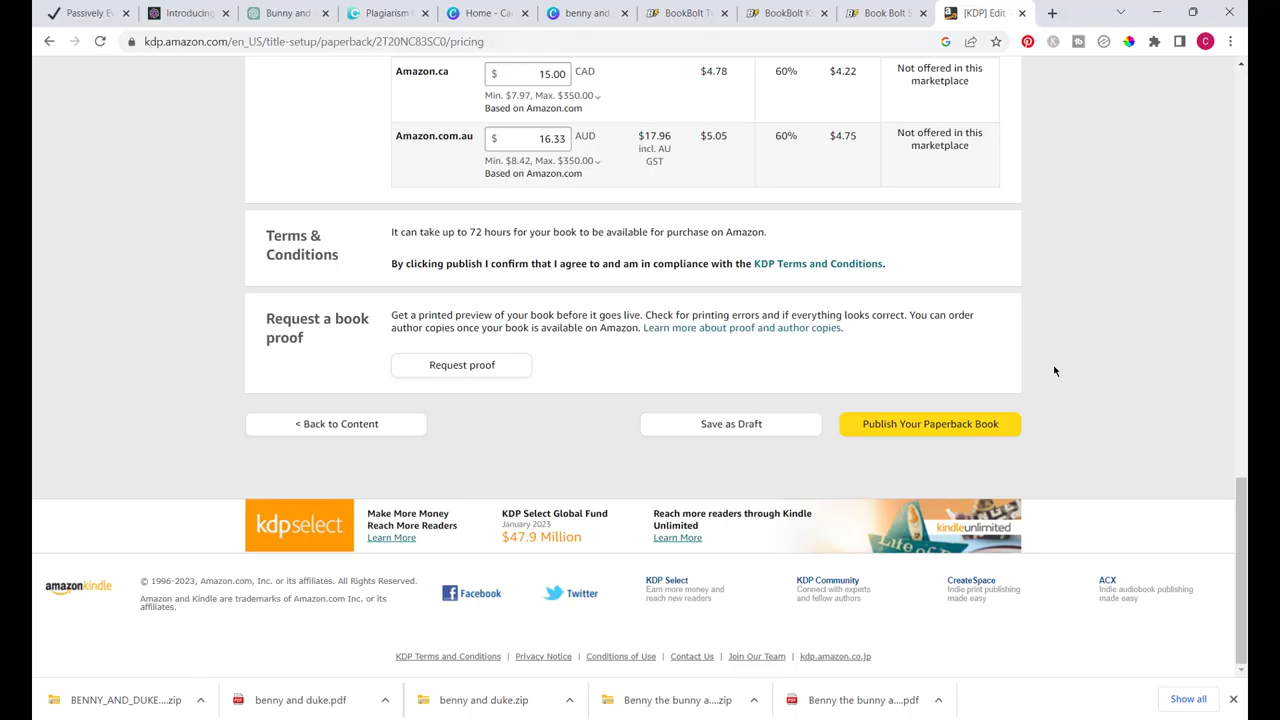 Passively Ev
Introducing
Bunny and
Plagiarism
Home - Ca
benny and
BookBolt T
BookBolt K
Book Bolt S
[KDP] Edit
kdp.amazon.com/en_US/title-setup/paperback/2T20NC83SC0/pricing
C
Amazon.ca $ 15.00 CAD $4.78 60% $4.22 Not offered in this
marketplace
Min. $7.97, Max. $350.00
Based on Amazon.com
Amazon.com.au $ 16.33 AUD $17.96 $5.05 60% $4.75 Not offered in this
marketplace
incl. AU
GST
Min. $8.42, Max. $350.00
Based on Amazon.com
Terms &
Conditions
It can take up to 72 hours for your book to be available for purchase on Amazon.
By clicking publish I confirm that I agree to and am in compliance with the KDP Terms and Conditions.
Request a book
proof
Get a printed preview of your book before it goes live. Check for printing errors and if everything looks correct. You can order
author copies once your book is available on Amazon. Learn more about proof and author copies.
Request proof
< Back to Content
Save as Draft
Publish Your Paperback Book
kdpselect
Make More Money
Reach More Readers
Learn More
KDP Select Global Fund
January 2023
$47.9 Million
Reach more readers through Kindle
Unlimited
Learn More
kindleunlimited
amazonkindle
© 1996-2023, Amazon.com, Inc. or its affiliates. All Rights Reserved.
Amazon and Kindle are trademarks of Amazon.com Inc. or its
affiliates.
Facebook
Twitter
KDP Select
Earn more money and
reach new readers
KDP Community
Connect with experts
and fellow authors
CreateSpace
Indie print publishing
made easy
ACX
Indie audiobook publishing
made easy
KDP Terms and Conditions | Privacy Notice | Conditions of Use | Contact Us | Join Our Team | kdp.amazon.co.jp
BENNY_AND_DUKE....zip
benny and duke.pdf
benny and duke.zip
Benny the bunny a....zip
Benny the bunny a....pdf
Show all